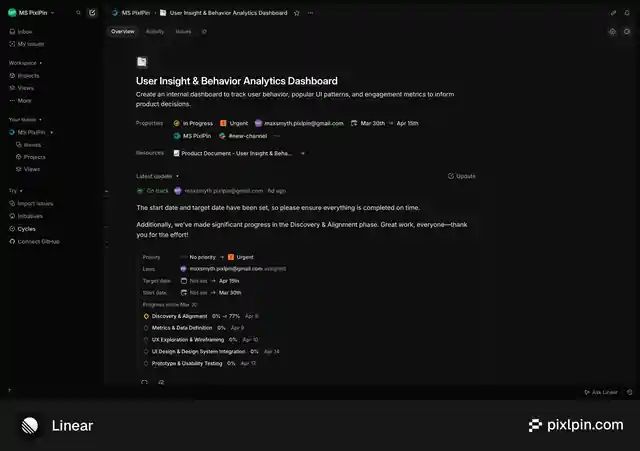 MS PixlPin
Inbox
My issues
Workspace
Projects
Views
More
Your teams
MS PixlPin
Issues
Projects
Views
Try
Import issues
Initiatives
Cycles
Connect GitHub
MS PixlPin › User Insight & Behavior Analytics Dashboard
Overview Activity Issues
User Insight & Behavior Analytics Dashboard
Create an internal dashboard to track user behavior, popular UI patterns, and engagement metrics to inform
product decisions.
Properties In Progress Urgent maxsmyth.pixlpin@gmail.com Mar 30th → Apr 15th
MS PixlPin #new-channel ...
Resources Product Document - User Insight & Beha... +
Latest update Update
On track maxsmyth.pixlpin@gmail.com 6d ago
The start date and target date have been set, so please ensure everything is completed on time.
Additionally, we've made significant progress in the Discovery & Alignment phase. Great work, everyone—thank
you for the effort!
Priority No priority → Urgent
Lead maxsmyth.pixlpin@gmail.com assigned
Target date Not set → Apr 15th
Start date Not set → Mar 30th
Progress since Mar 30
Discovery & Alignment 0% → 77% Apr 8
Metrics & Data Definition 0% Apr 9
UX Exploration & Wireframing 0% Apr 10
UI Design & Design System Integration 0% Apr 14
Prototype & Usability Testing 0% Apr 17
Ask Linear
Linear
pixlpin.com